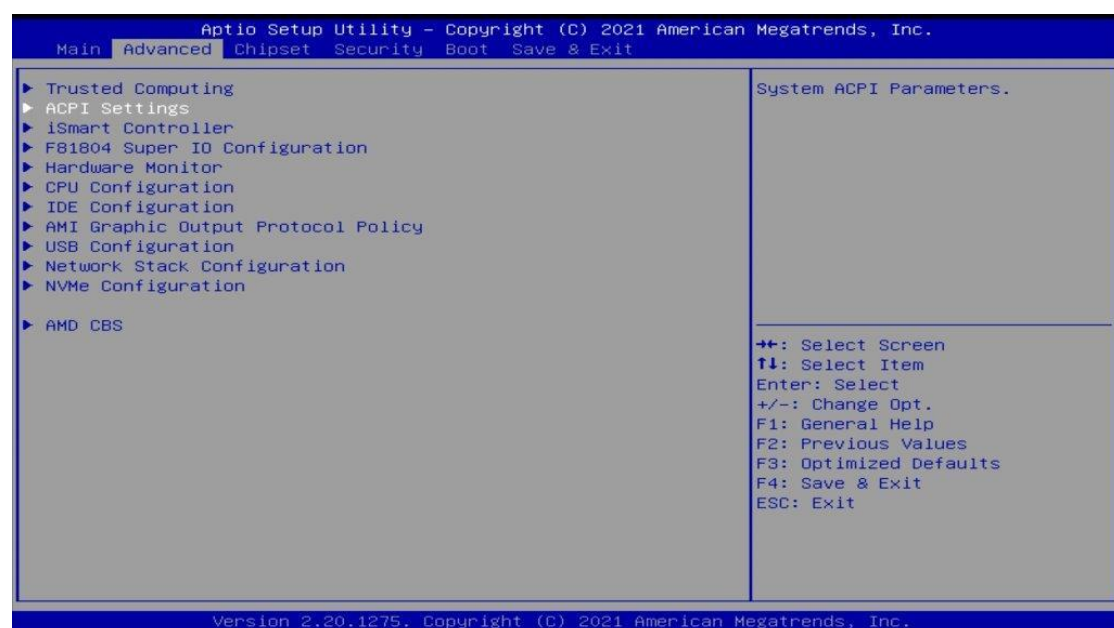 Aptio Setup Utility – Copyright (C) 2021 American Megatrends, Inc.
Main Advanced Chipset Security Boot Save & Exit
Trusted Computing
ACPI Settings
iSmart Controller
F81804 Super IO Configuration
Hardware Monitor
CPU Configuration
IDE Configuration
AMI Graphic Output Protocol Policy
USB Configuration
Network Stack Configuration
NVMe Configuration
AMD CBS
System ACPI Parameters.
→←: Select Screen
↑↓: Select Item
Enter: Select
+/-: Change Opt.
F1: General Help
F2: Previous Values
F3: Optimized Defaults
F4: Save & Exit
ESC: Exit
Version 2.20.1275. Copyright (C) 2021 American Megatrends, Inc.